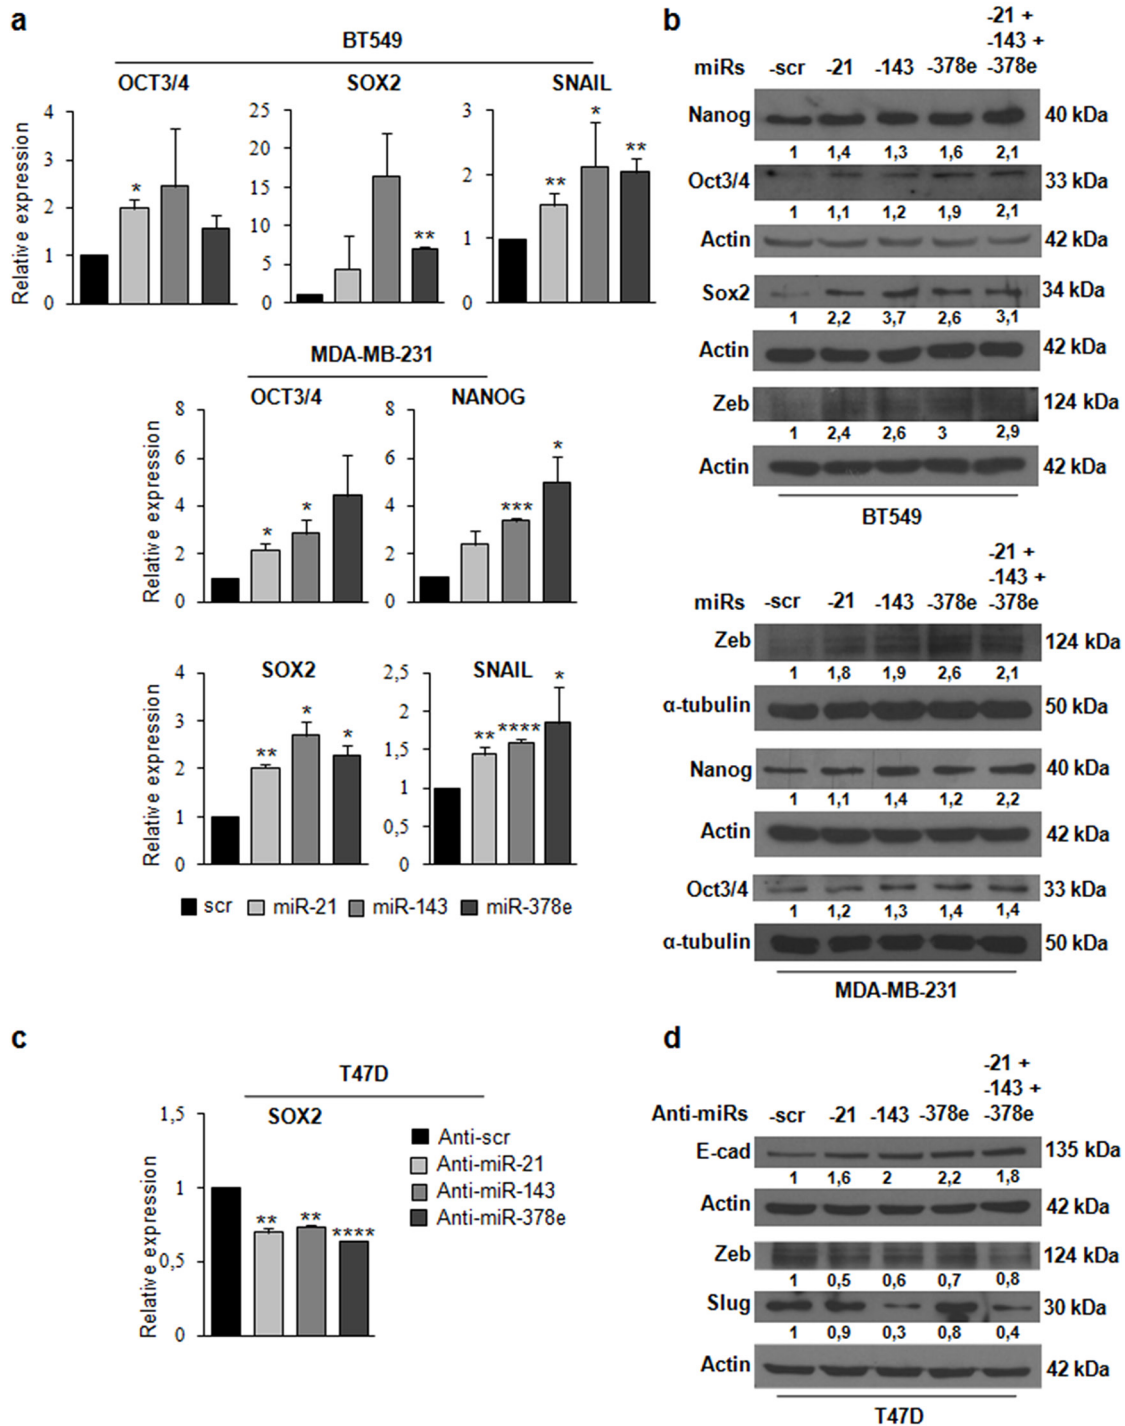 a
BT549
OCT3/4 SOX2 SNAIL
Relative expression
4 3 2 1 0
*
25 20 15 10 5 0
**
3 2 1 0
** * **
MDA-MB-231
OCT3/4 NANOG
Relative expression
8 6 4 2 0
* *
8 6 4 2 0
*** *
SOX2 SNAIL
Relative expression
4 3 2 1 0
** * *
2,5 2 1,5 1 0,5 0
** **** *
scr miR-21 miR-143 miR-378e
b
-21 +
-143 +
miRs -scr -21 -143 -378e -378e
Nanog 40 kDa
1 1,4 1,3 1,6 2,1
Oct3/4 33 kDa
1 1,1 1,2 1,9 2,1
Actin 42 kDa
Sox2 34 kDa
1 2,2 3,7 2,6 3,1
Actin 42 kDa
Zeb 124 kDa
1 2,4 2,6 3 2,9
Actin 42 kDa
BT549
-21 +
-143 +
miRs -scr -21 -143 -378e -378e
Zeb 124 kDa
1 1,8 1,9 2,6 2,1
α-tubulin 50 kDa
Nanog 40 kDa
1 1,1 1,4 1,2 2,2
Actin 42 kDa
Oct3/4 33 kDa
1 1,2 1,3 1,4 1,4
α-tubulin 50 kDa
MDA-MB-231
c
T47D
SOX2
Relative expression
1,5 1 0,5 0
** ** ****
Anti-scr
Anti-miR-21
Anti-miR-143
Anti-miR-378e
d
-21 +
-143 +
Anti-miRs -scr -21 -143 -378e -378e
E-cad 135 kDa
1 1,6 2 2,2 1,8
Actin 42 kDa
Zeb 124 kDa
1 0,5 0,6 0,7 0,8
Slug 30 kDa
1 0,9 0,3 0,8 0,4
Actin 42 kDa
T47D